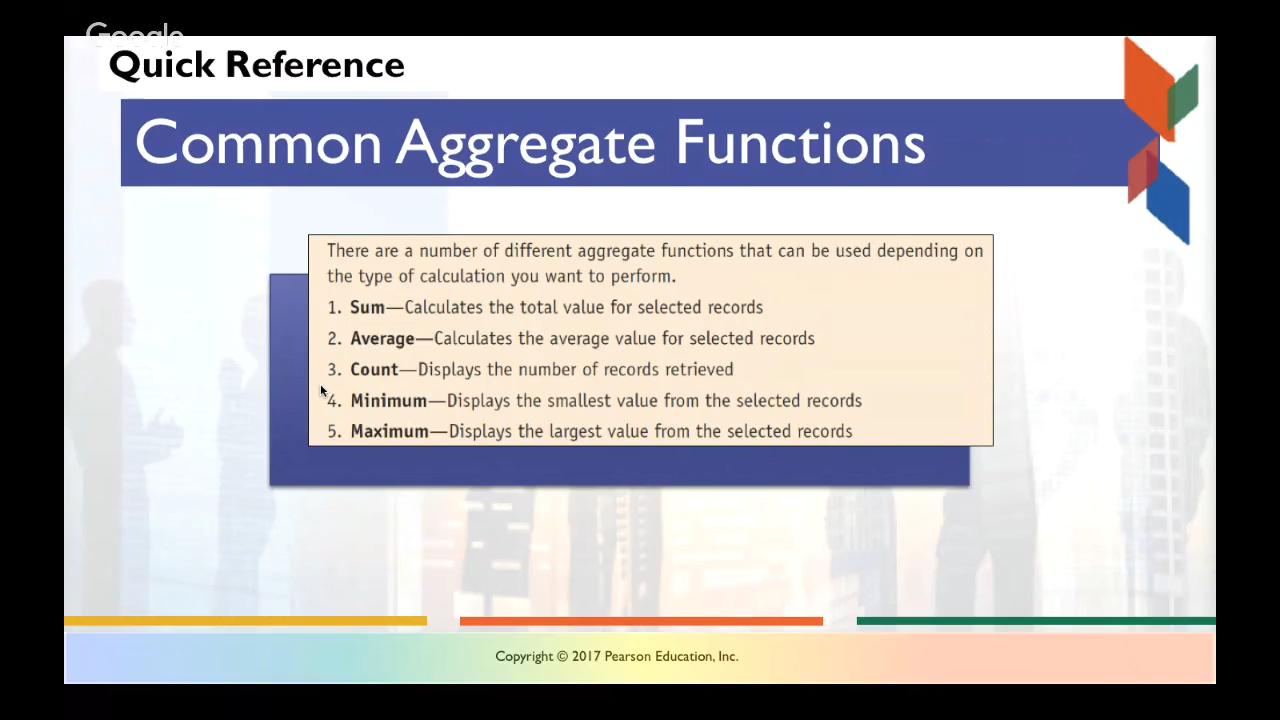 Google
Quick Reference
Common Aggregate Functions
There are a number of different aggregate functions that can be used depending on
the type of calculation you want to perform.
1. Sum—Calculates the total value for selected records
2. Average—Calculates the average value for selected records
3. Count—Displays the number of records retrieved
4. Minimum—Displays the smallest value from the selected records
5. Maximum—Displays the largest value from the selected records
Copyright © 2017 Pearson Education, Inc.